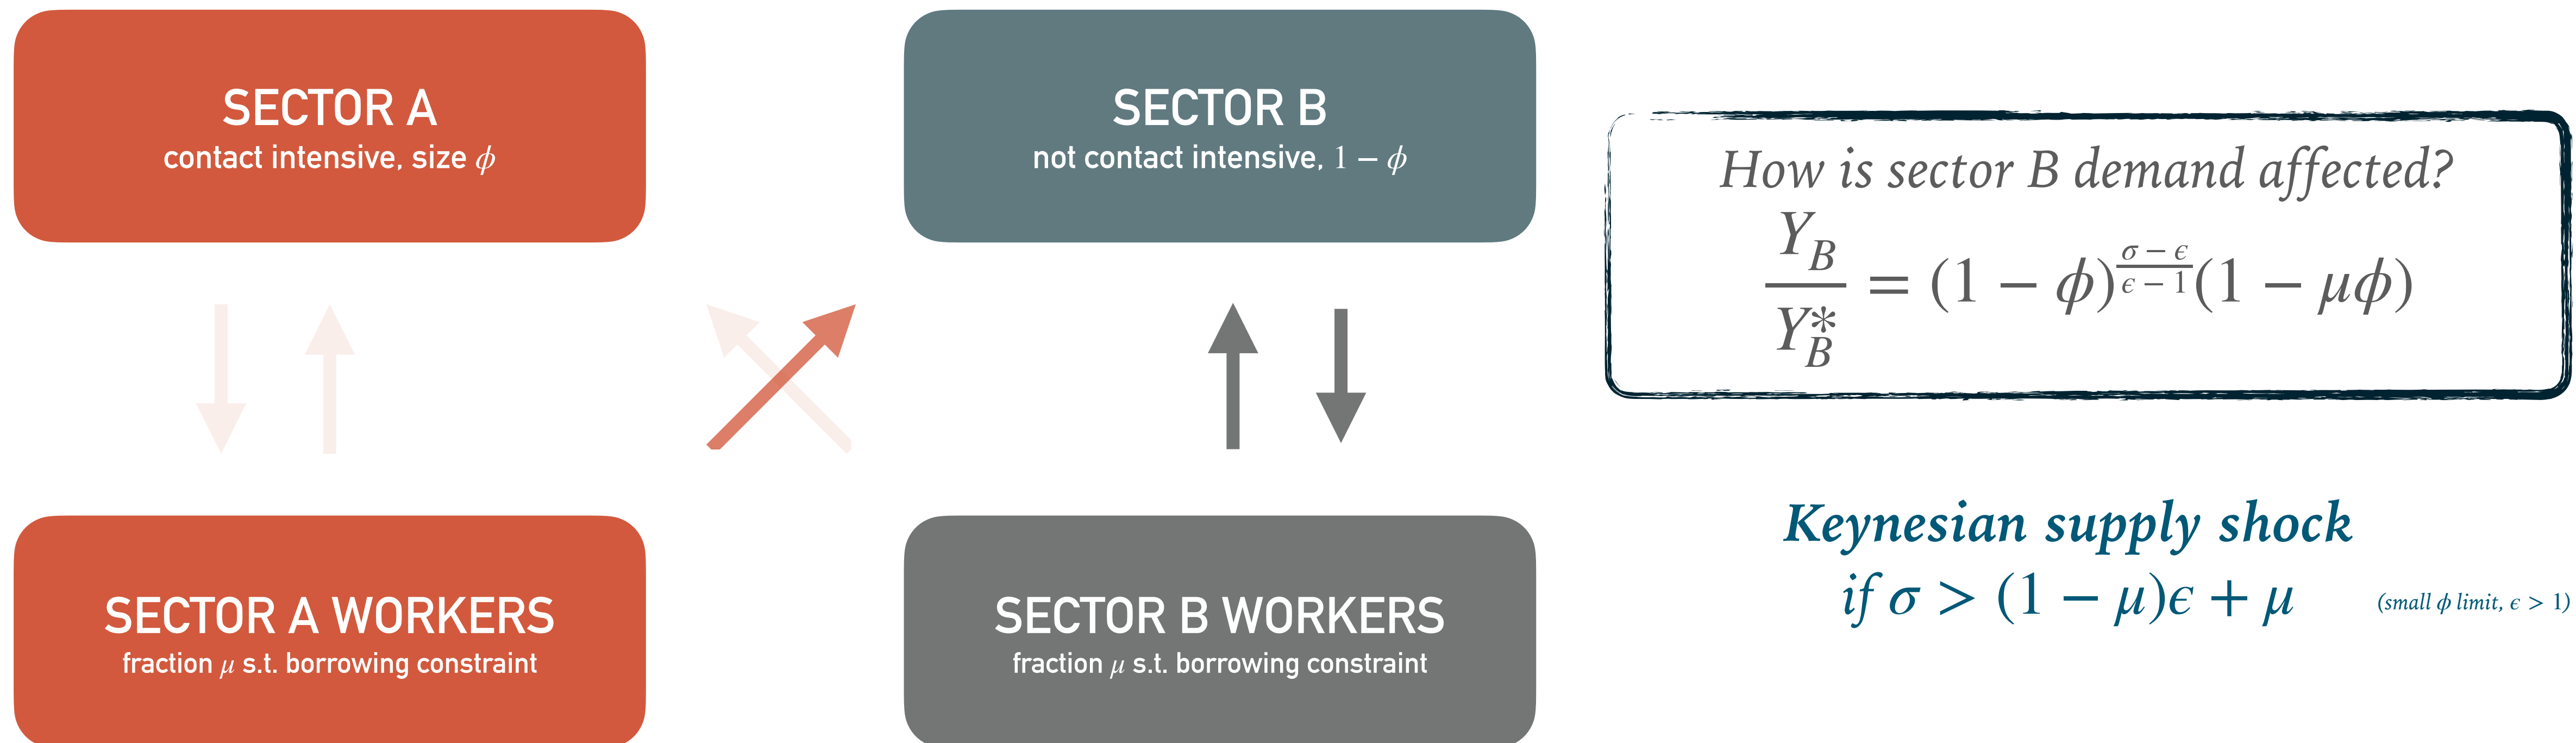 SECTOR A
contact intensive, size ϕ
SECTOR B
not contact intensive, 1 − ϕ
How is sector B demand affected?
Y_B / Y*_B = (1 − ϕ)^{(σ − ϵ)/(ϵ − 1)} (1 − μϕ)
Keynesian supply shock
if σ > (1 − μ)ϵ + μ (small ϕ limit, ϵ > 1)
SECTOR A WORKERS
fraction μ s.t. borrowing constraint
SECTOR B WORKERS
fraction μ s.t. borrowing constraint